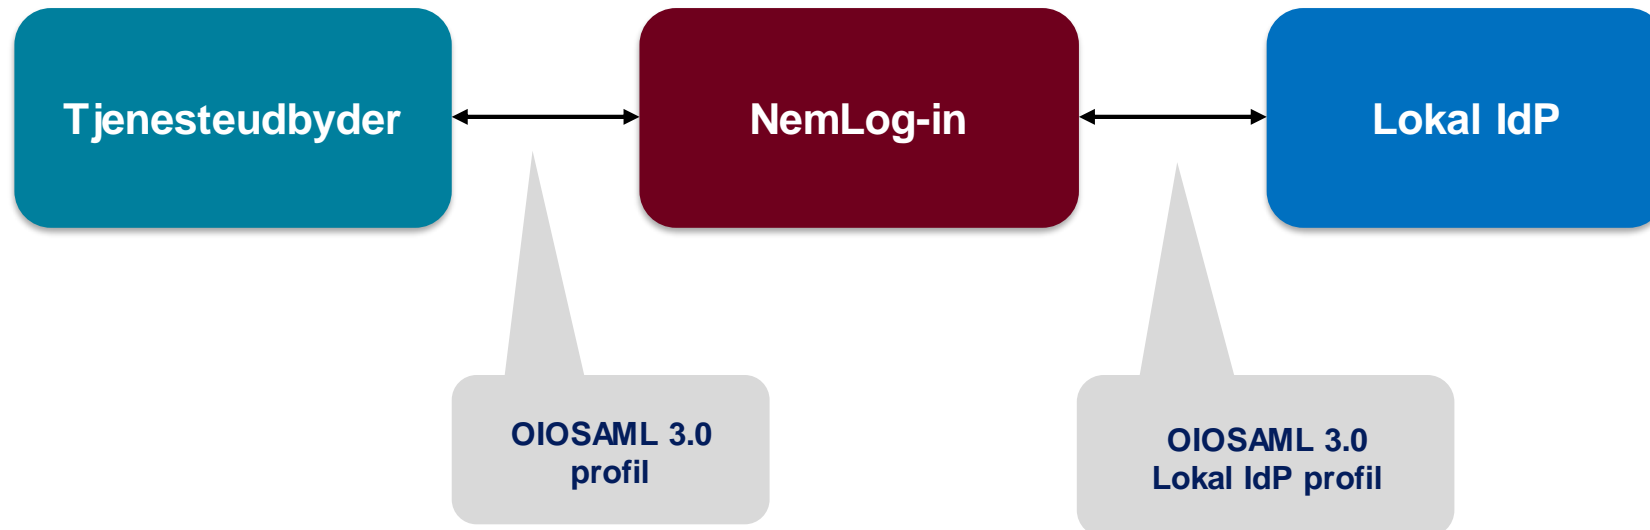 Tjenesteudbyder
NemLog-in
Lokal IdP
OIOSAML 3.0
profil
OIOSAML 3.0
Lokal IdP profil